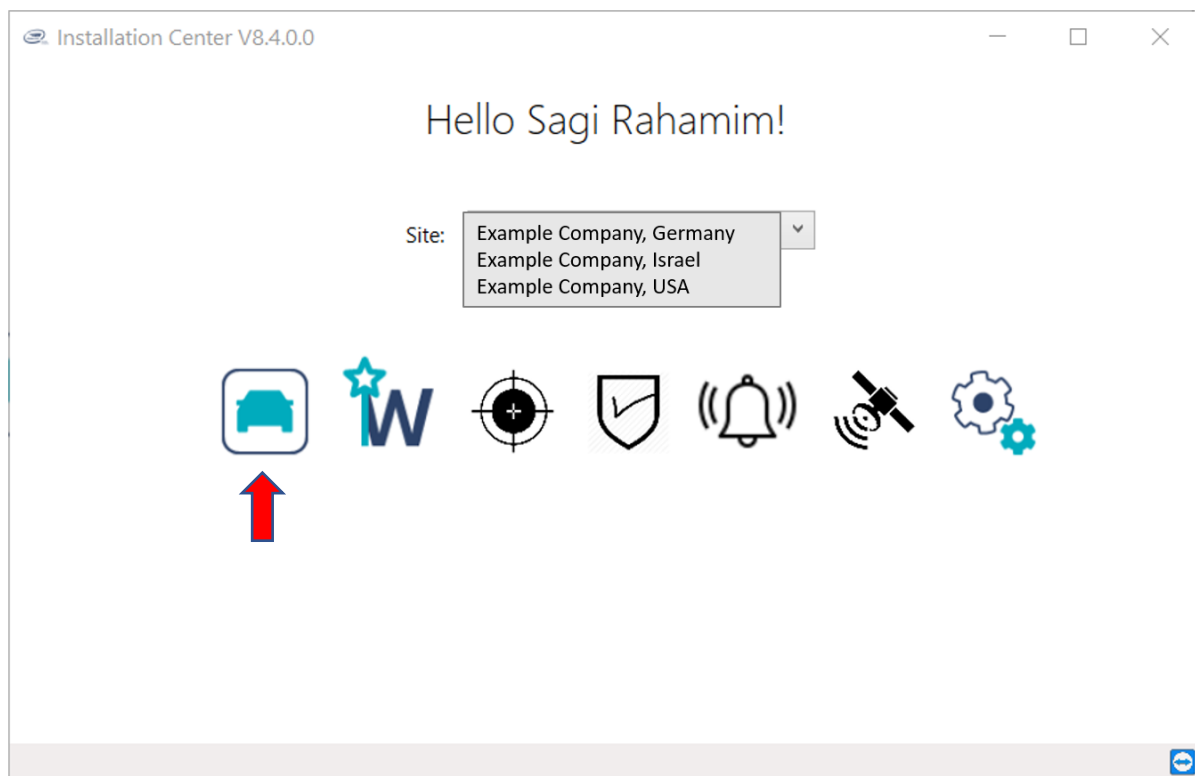 Installation Center V8.4.0.0
Hello Sagi Rahamim!
Site:
Example Company, Germany
Example Company, Israel
Example Company, USA
W